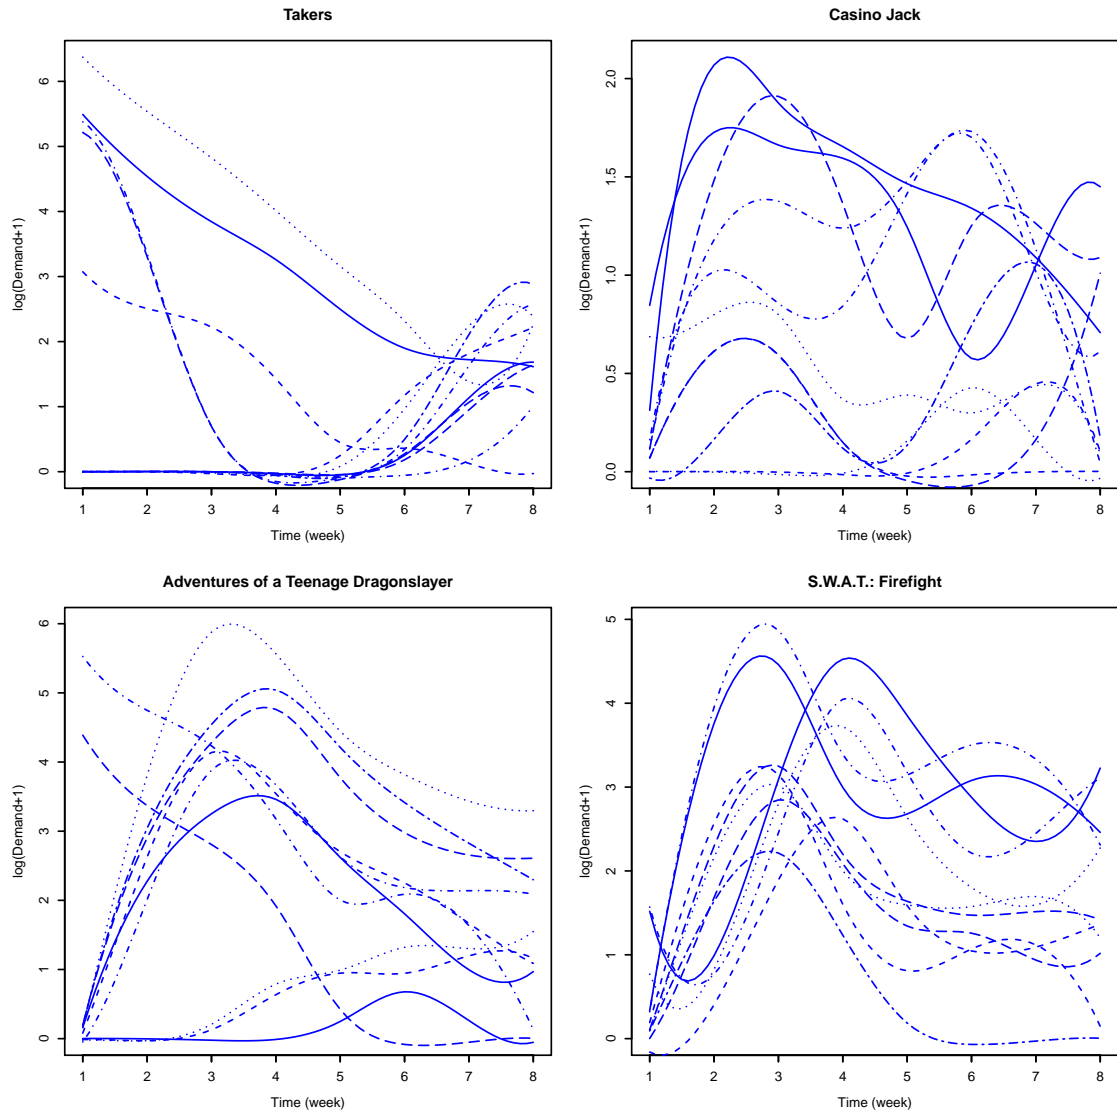 Takers
log(Demand+1)
0 1 2 3 4 5 6
1 2 3 4 5 6 7 8
Time (week)
Casino Jack
log(Demand+1)
0.0 0.5 1.0 1.5 2.0
1 2 3 4 5 6 7 8
Time (week)
Adventures of a Teenage Dragonslayer
log(Demand+1)
0 1 2 3 4 5 6
1 2 3 4 5 6 7 8
Time (week)
S.W.A.T.: Firefight
log(Demand+1)
0 1 2 3 4 5
1 2 3 4 5 6 7 8
Time (week)